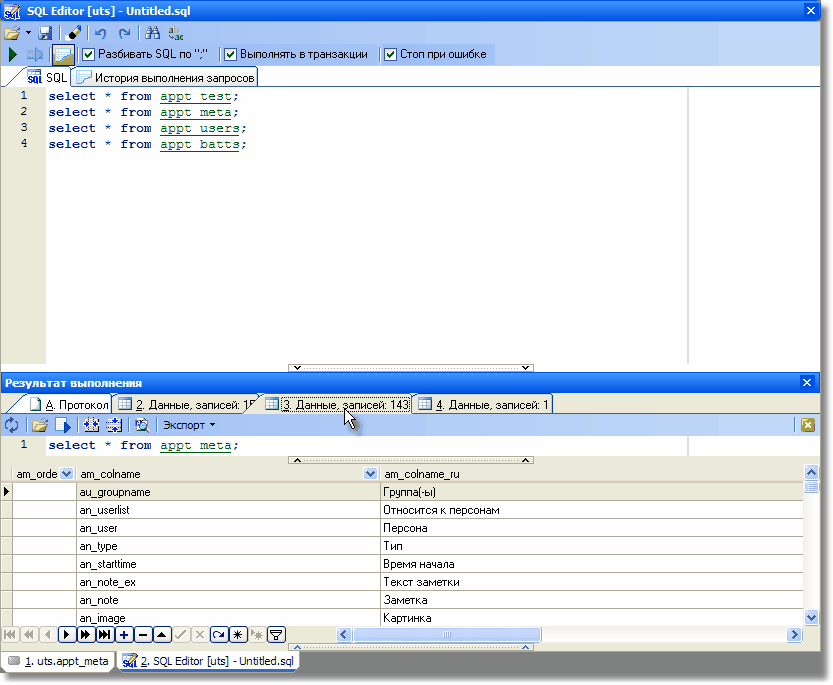 SQL Editor [uts] - Untitled.sql
Разбивать SQL по ";" Выполнять в транзакции Стоп при ошибке
SQL История выполнения запросов
1 select * from appt_test;
2 select * from appt_meta;
3 select * from appt_users;
4 select * from appt_batts;
Результат выполнения
A. Протокол 2. Данные, записей: 3. Данные, записей: 143 4. Данные, записей: 1
Экспорт
1 select * from appt_meta;
am_orde am_colname am_colname_ru
au_groupname Группа(-ы)
an_userlist Относится к персонам
an_user Персона
an_type Тип
an_starttime Время начала
an_note_ex Текст заметки
an_note Заметка
an_image Картинка
1. uts.appt_meta 2. SQL Editor [uts] - Untitled.sql